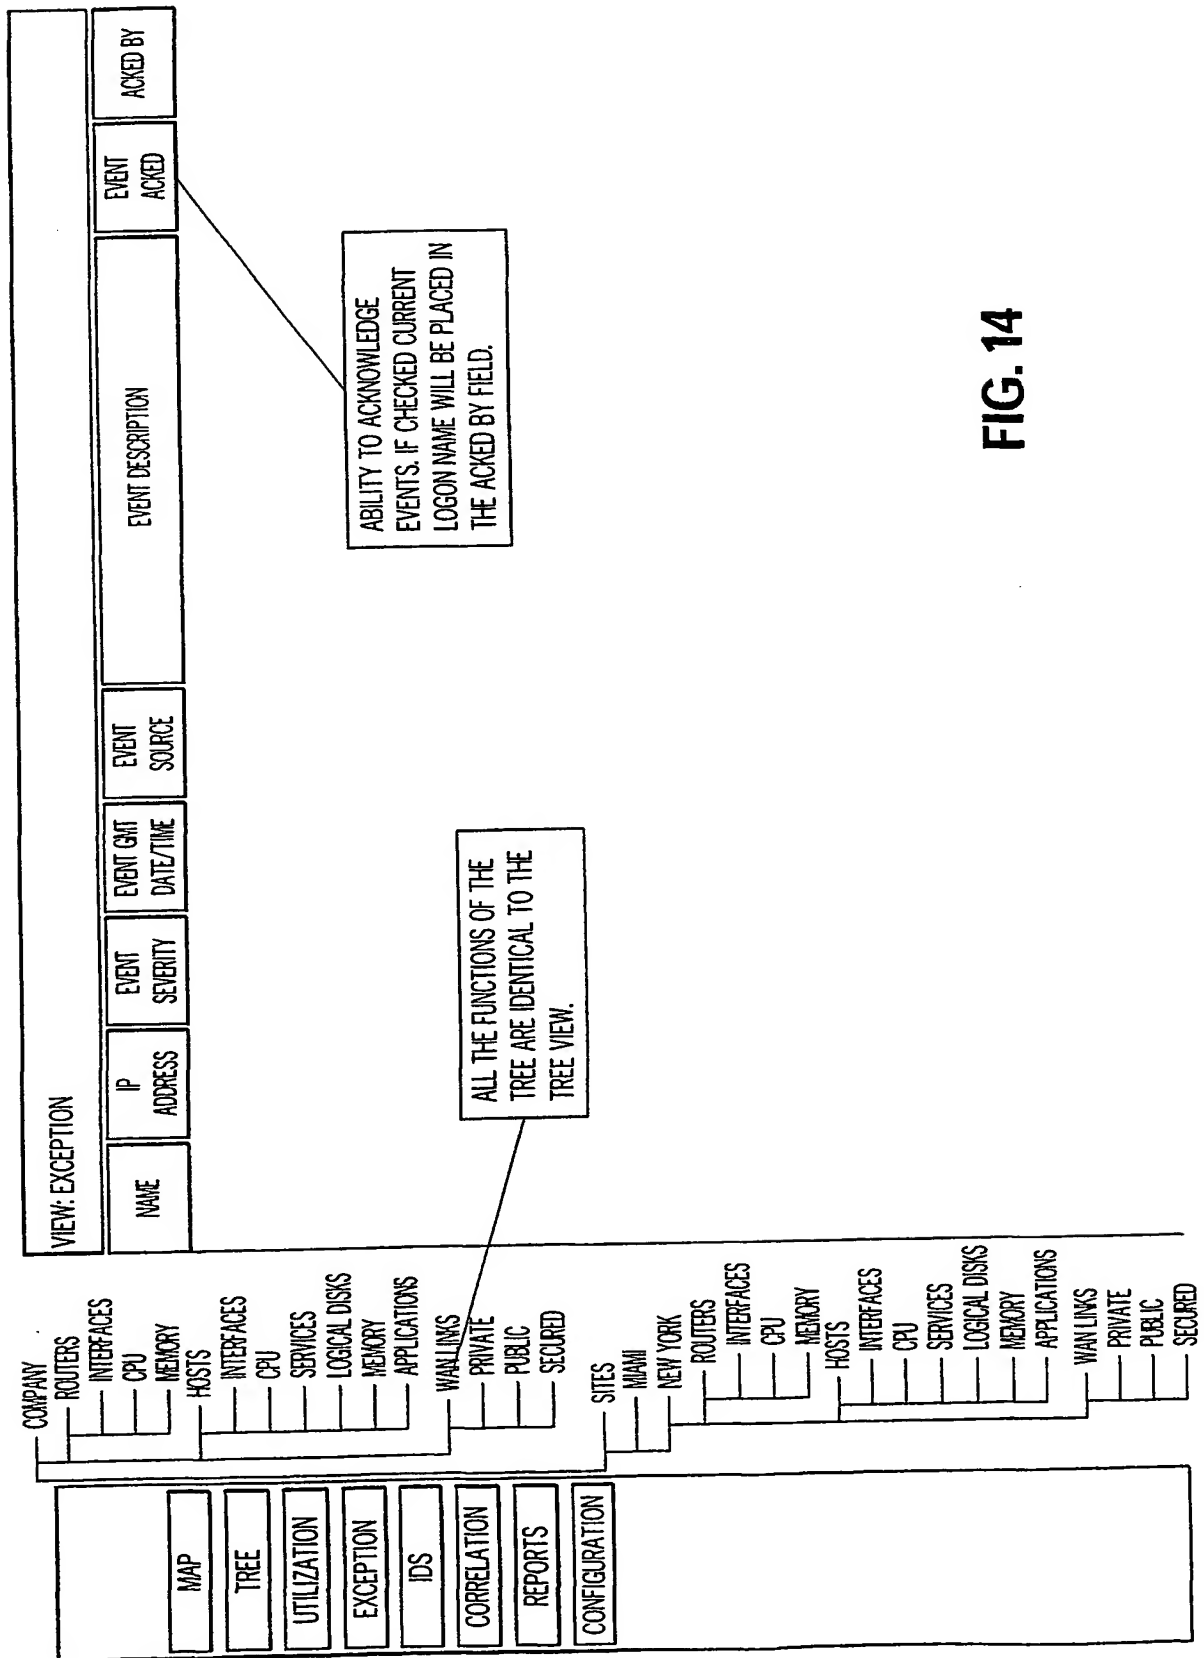 MAP
TREE
UTILIZATION
EXCEPTION
IDS
CORRELATION
REPORTS
CONFIGURATION
COMPANY
ROUTERS
INTERFACES
CPU
MEMORY
HOSTS
INTERFACES
CPU
SERVICES
LOGICAL DISKS
MEMORY
APPLICATIONS
WAN LINKS
PRIVATE
PUBLIC
SECURED
SITES
MIAMI
NEW YORK
ROUTERS
INTERFACES
CPU
MEMORY
HOSTS
INTERFACES
CPU
SERVICES
LOGICAL DISKS
MEMORY
APPLICATIONS
WAN LINKS
PRIVATE
PUBLIC
SECURED
VIEW: EXCEPTION
NAME
IP
ADDRESS
EVENT
SEVERITY
EVENT GMT
DATE/TIME
EVENT
SOURCE
EVENT DESCRIPTION
EVENT
ACKED
ACKED BY
ALL THE FUNCTIONS OF THE
TREE ARE IDENTICAL TO THE
TREE VIEW.
ABILITY TO ACKNOWLEDGE
EVENTS. IF CHECKED CURRENT
LOGON NAME WILL BE PLACED IN
THE ACKED BY FIELD.
FIG. 14